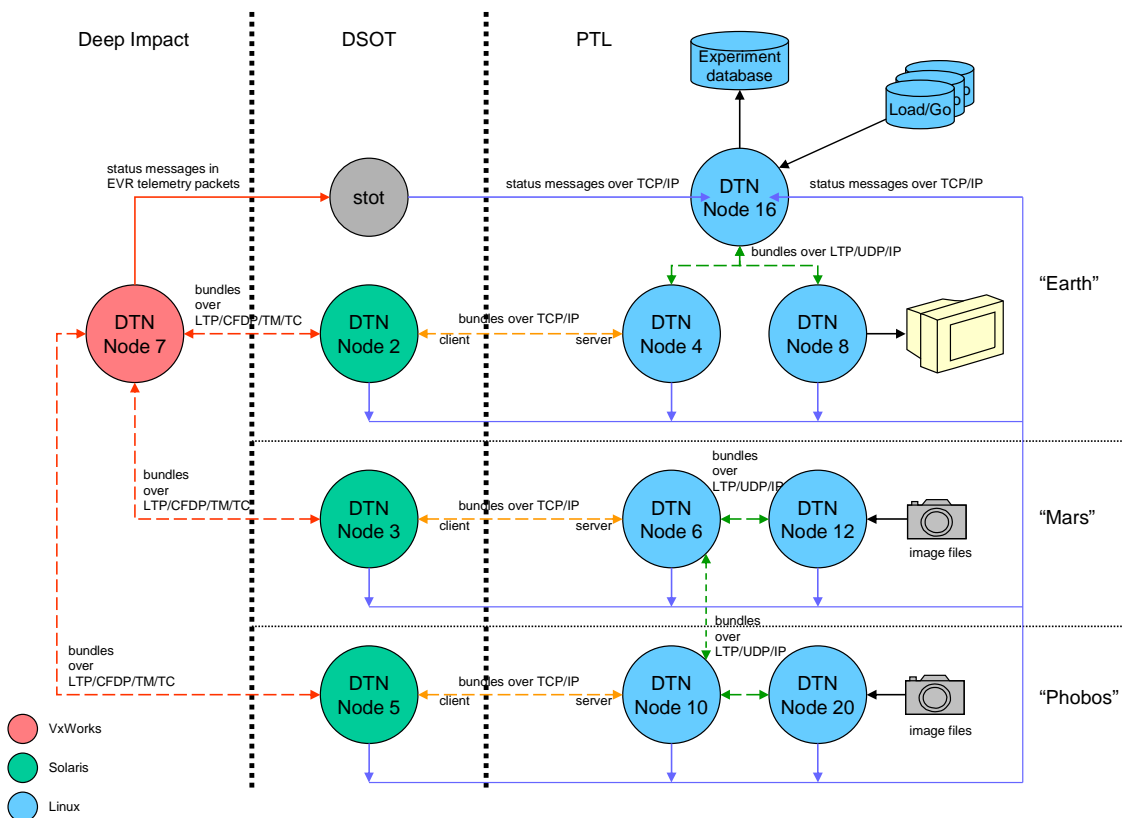 Deep Impact
DSOT
PTL
Experiment
database
Load/Go
status messages in
EVR telemetry packets
stot
status messages over TCP/IP
DTN
Node 16
status messages over TCP/IP
bundles over LTP/UDP/IP
"Earth"
bundles
over
LTP/CFDP/TM/TC
DTN
Node 7
DTN
Node 2
bundles over TCP/IP
client
server
DTN
Node 4
DTN
Node 8
bundles
over
LTP/CFDP/TM/TC
DTN
Node 3
bundles over TCP/IP
client
server
DTN
Node 6
bundles
over
LTP/UDP/IP
DTN
Node 12
image files
"Mars"
bundles
over
LTP/UDP/IP
bundles
over
LTP/CFDP/TM/TC
DTN
Node 5
bundles over TCP/IP
client
server
DTN
Node 10
DTN
Node 20
image files
"Phobos"
VxWorks
Solaris
Linux